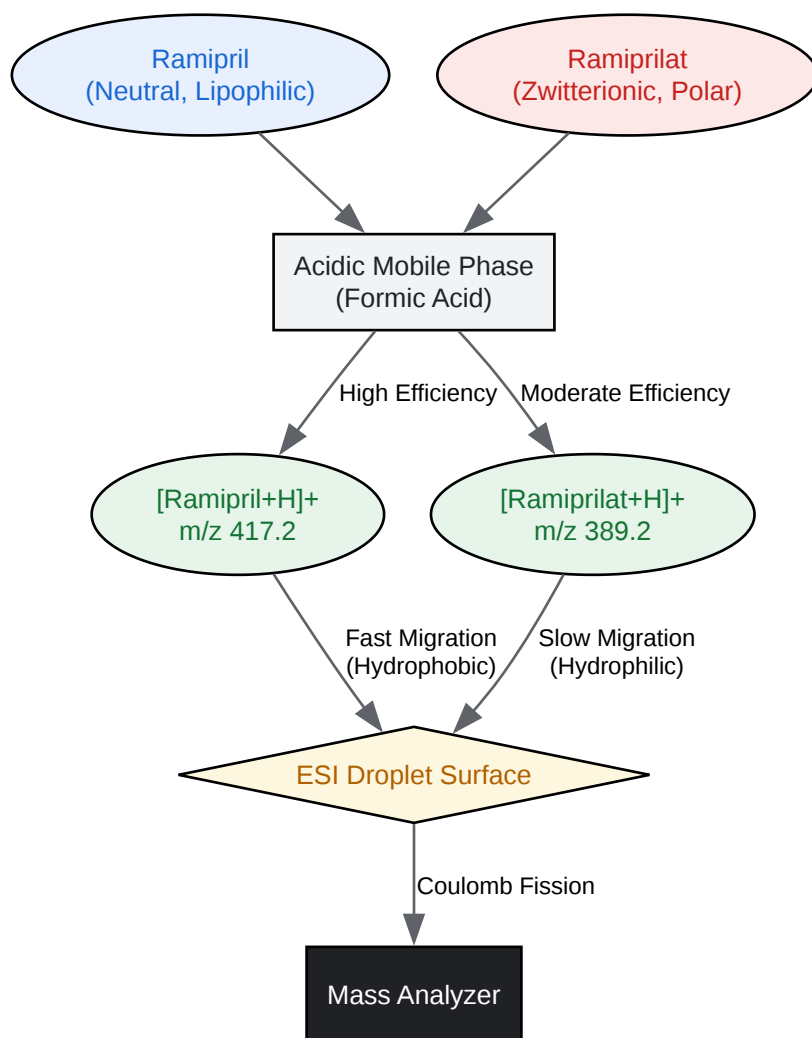 Ramipril
(Neutral, Lipophilic)
Ramiprilat
(Zwitterionic, Polar)
Acidic Mobile Phase
(Formic Acid)
High Efficiency
Moderate Efficiency
[Ramipril+H]+
m/z 417.2
[Ramiprilat+H]+
m/z 389.2
Fast Migration
(Hydrophobic)
Slow Migration
(Hydrophilic)
ESI Droplet Surface
Coulomb Fission
Mass Analyzer